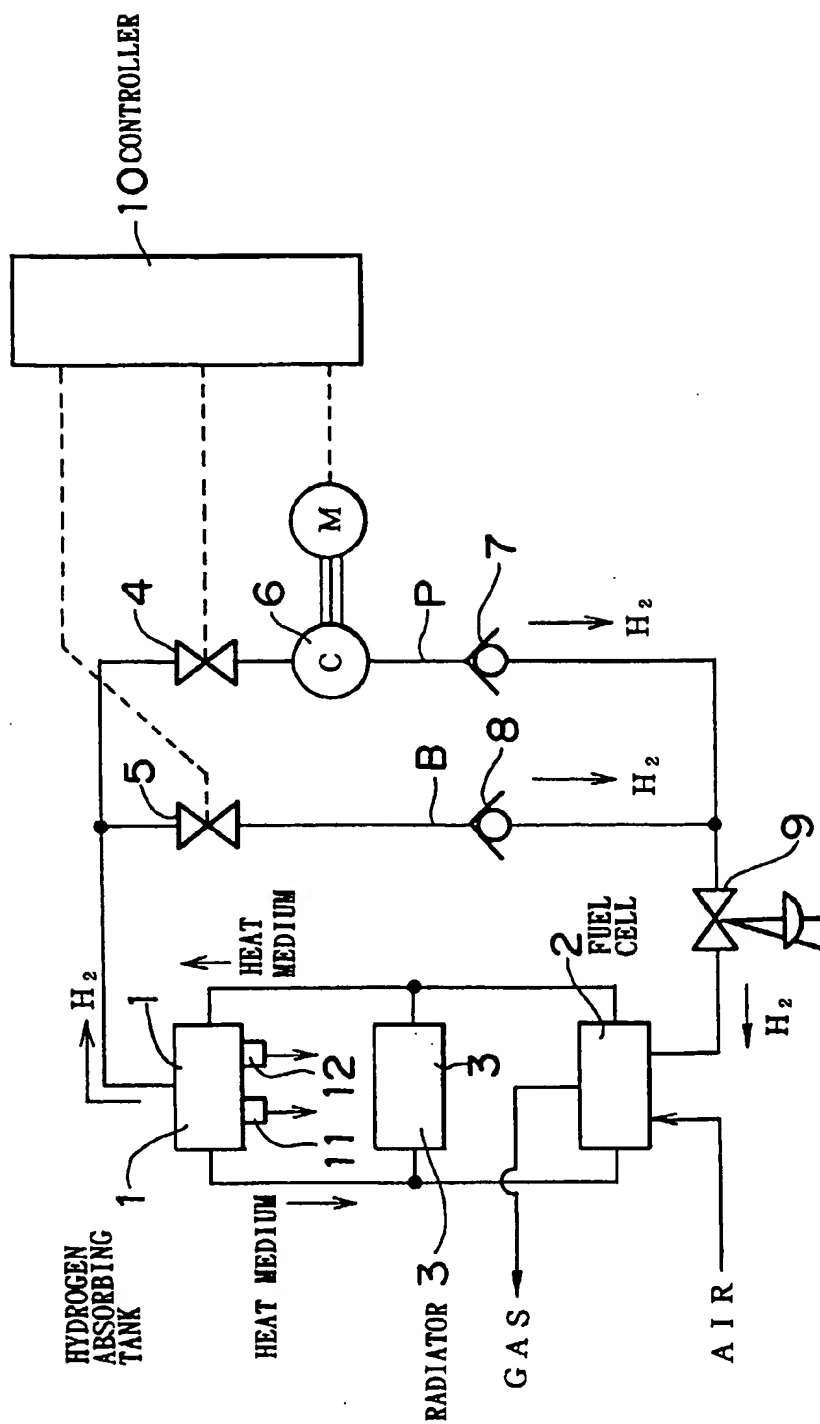 10 CONTROLLER
4
5
6
C
M
P
7
H₂
B
8
H₂
9
H₂
H₂
HEAT
MEDIUM
HYDROGEN
ABSORBING
TANK
1
1
11
12
HEAT MEDIUM
RADIATOR 3
3
2
FUEL
CELL
GAS
AIR